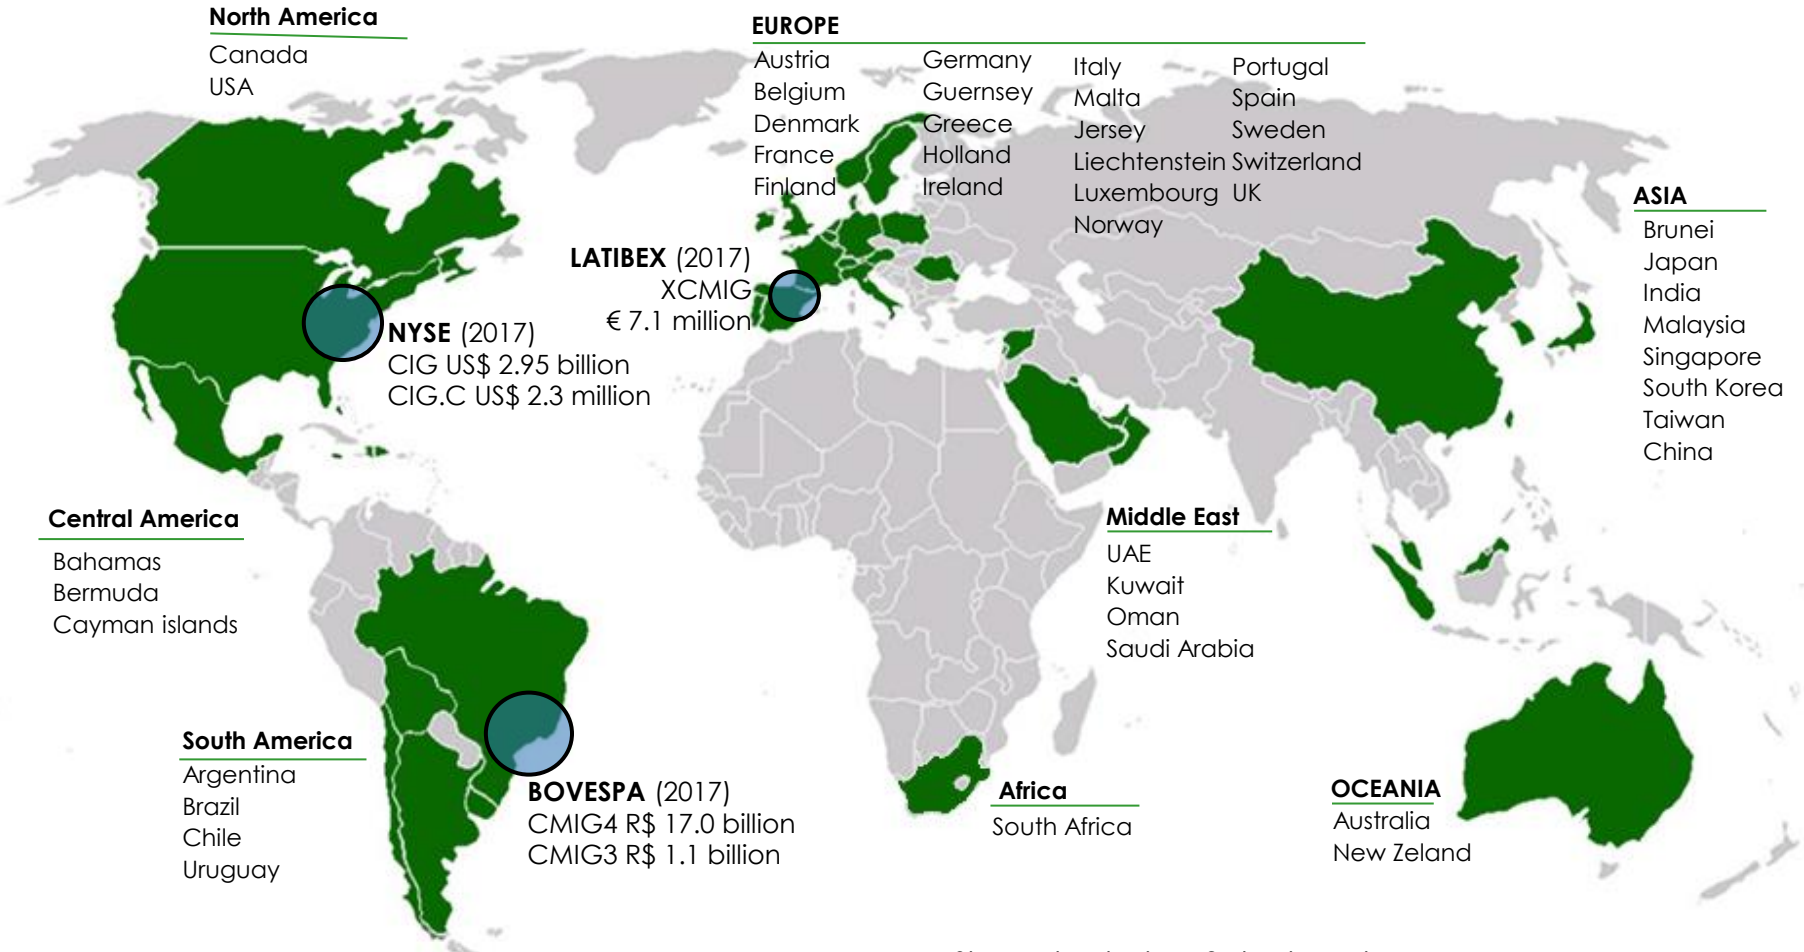 North America
Canada
USA
EUROPE
Austria
Belgium
Denmark
France
Finland
Germany
Guernsey
Greece
Holland
Ireland
Italy
Malta
Jersey
Liechtenstein
Luxembourg
Norway
Portugal
Spain
Sweden
Switzerland
UK
ASIA
Brunei
Japan
India
Malaysia
Singapore
South Korea
Taiwan
China
LATIBEX (2017)
XCMIG
€ 7.1 million
NYSE (2017)
CIG US$ 2.95 billion
CIG.C US$ 2.3 million
Central America
Bahamas
Bermuda
Cayman islands
Middle East
UAE
Kuwait
Oman
Saudi Arabia
South America
Argentina
Brazil
Chile
Uruguay
BOVESPA (2017)
CMIG4 R$ 17.0 billion
CMIG3 R$ 1.1 billion
Africa
South Africa
OCEANIA
Australia
New Zeland